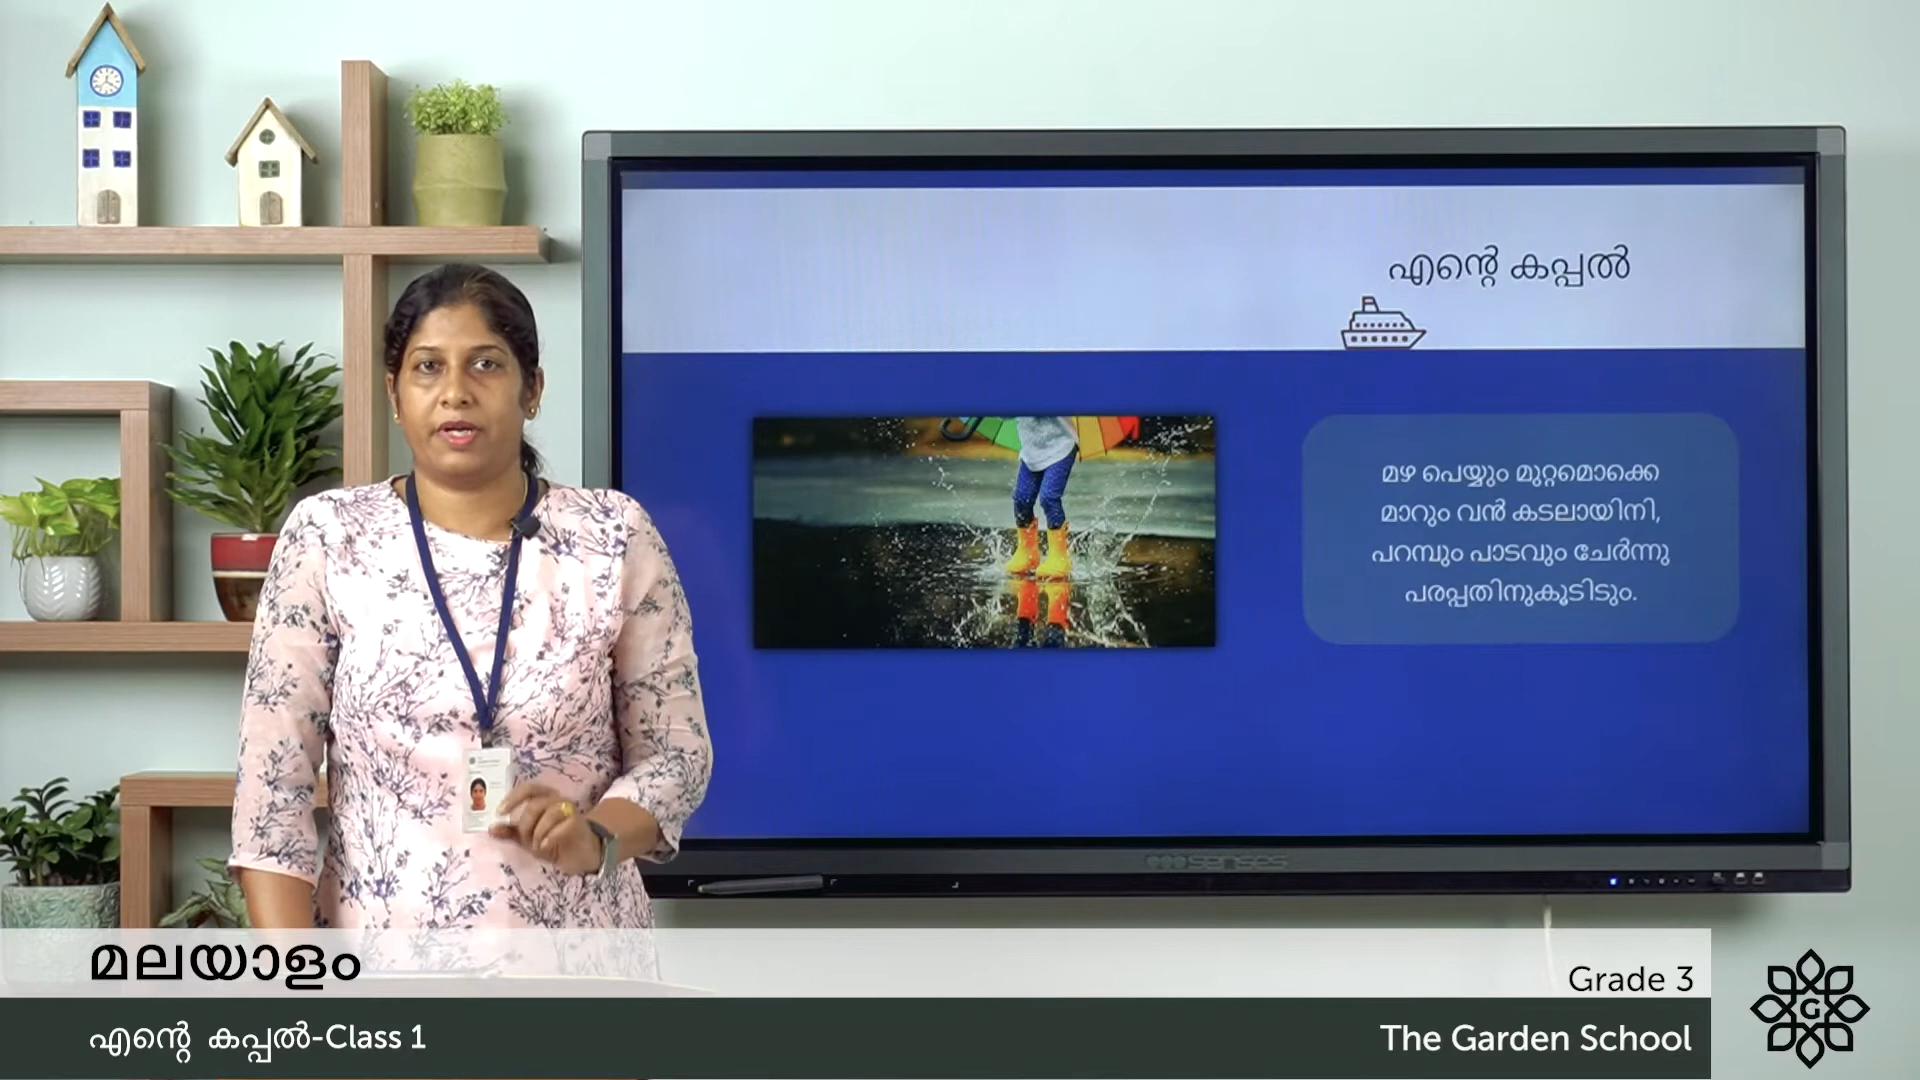 എന്റെ കപ്പൽ
മഴ പെയ്യും മുറ്റമൊക്കെ
മാറും വൻ കടലായിനി,
പറമ്പും പാടവും ചേർന്നു
പരപ്പതിനുകൂടിടും.
senses
മലയാളം
Grade 3
എന്റെ കപ്പൽ-Class 1
The Garden School
G